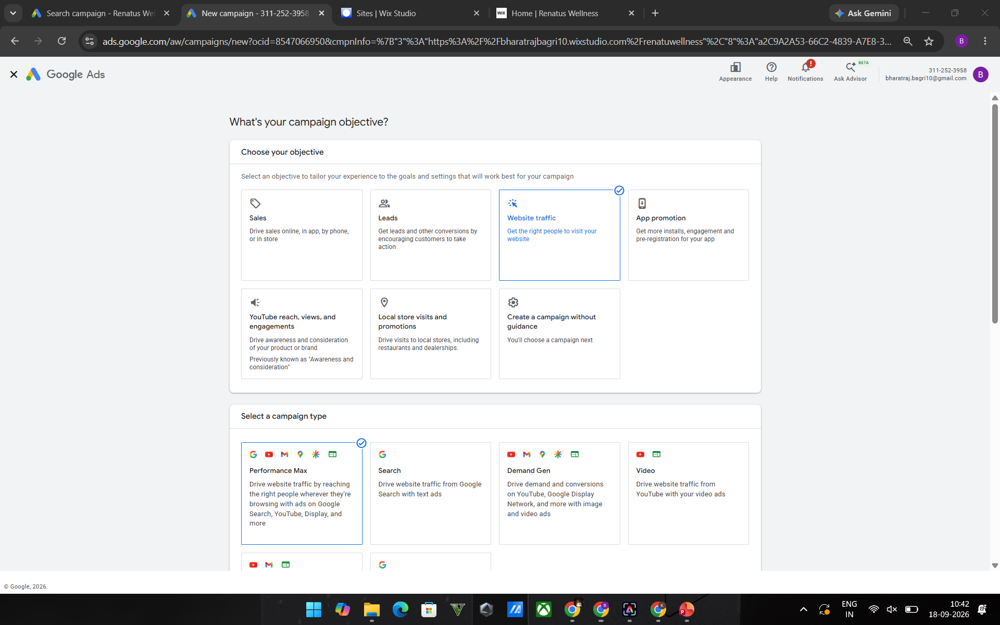 Search campaign - Renatus Wel
New campaign - 311-252-3958
Sites | Wix Studio
WIX
Home | Renatus Wellness
Ask Gemini
ads.google.com/aw/campaigns/new?ocid=8547066950&cmpnInfo=%7B"3"%3A"https%3A%2F%2Fbharatrajbagri10.wixstudio.com%2Frenatuwellness"%2C"8"%3A"a2C9A2A53-66C2-4839-A7E8-3...
B
Google Ads
Appearance
Help
Notifications
BETA
Ask Advisor
311-252-3958
bharatraj.bagri10@gmail.com
B
What's your campaign objective?
Choose your objective
Select an objective to tailor your experience to the goals and settings that will work best for your campaign
Sales
Drive sales online, in app, by phone,
or in store
Leads
Get leads and other conversions by
encouraging customers to take
action
Website traffic
Get the right people to visit your
website
App promotion
Get more installs, engagement and
pre-registration for your app
YouTube reach, views, and
engagements
Drive awareness and consideration
of your product or brand
Previously known as "Awareness and
consideration"
Local store visits and
promotions
Drive visits to local stores, including
restaurants and dealerships.
Create a campaign without
guidance
You'll choose a campaign next
Select a campaign type
Performance Max
Drive website traffic by reaching
the right people wherever they're
browsing with ads on Google
Search, YouTube, Display, and
more
Search
Drive website traffic from Google
Search with text ads
Demand Gen
Drive demand and conversions
on YouTube, Google Display
Network, and more with image
and video ads
Video
Drive website traffic from
YouTube with your video ads
© Google, 2026.
ENG
IN
10:42
18-09-2026